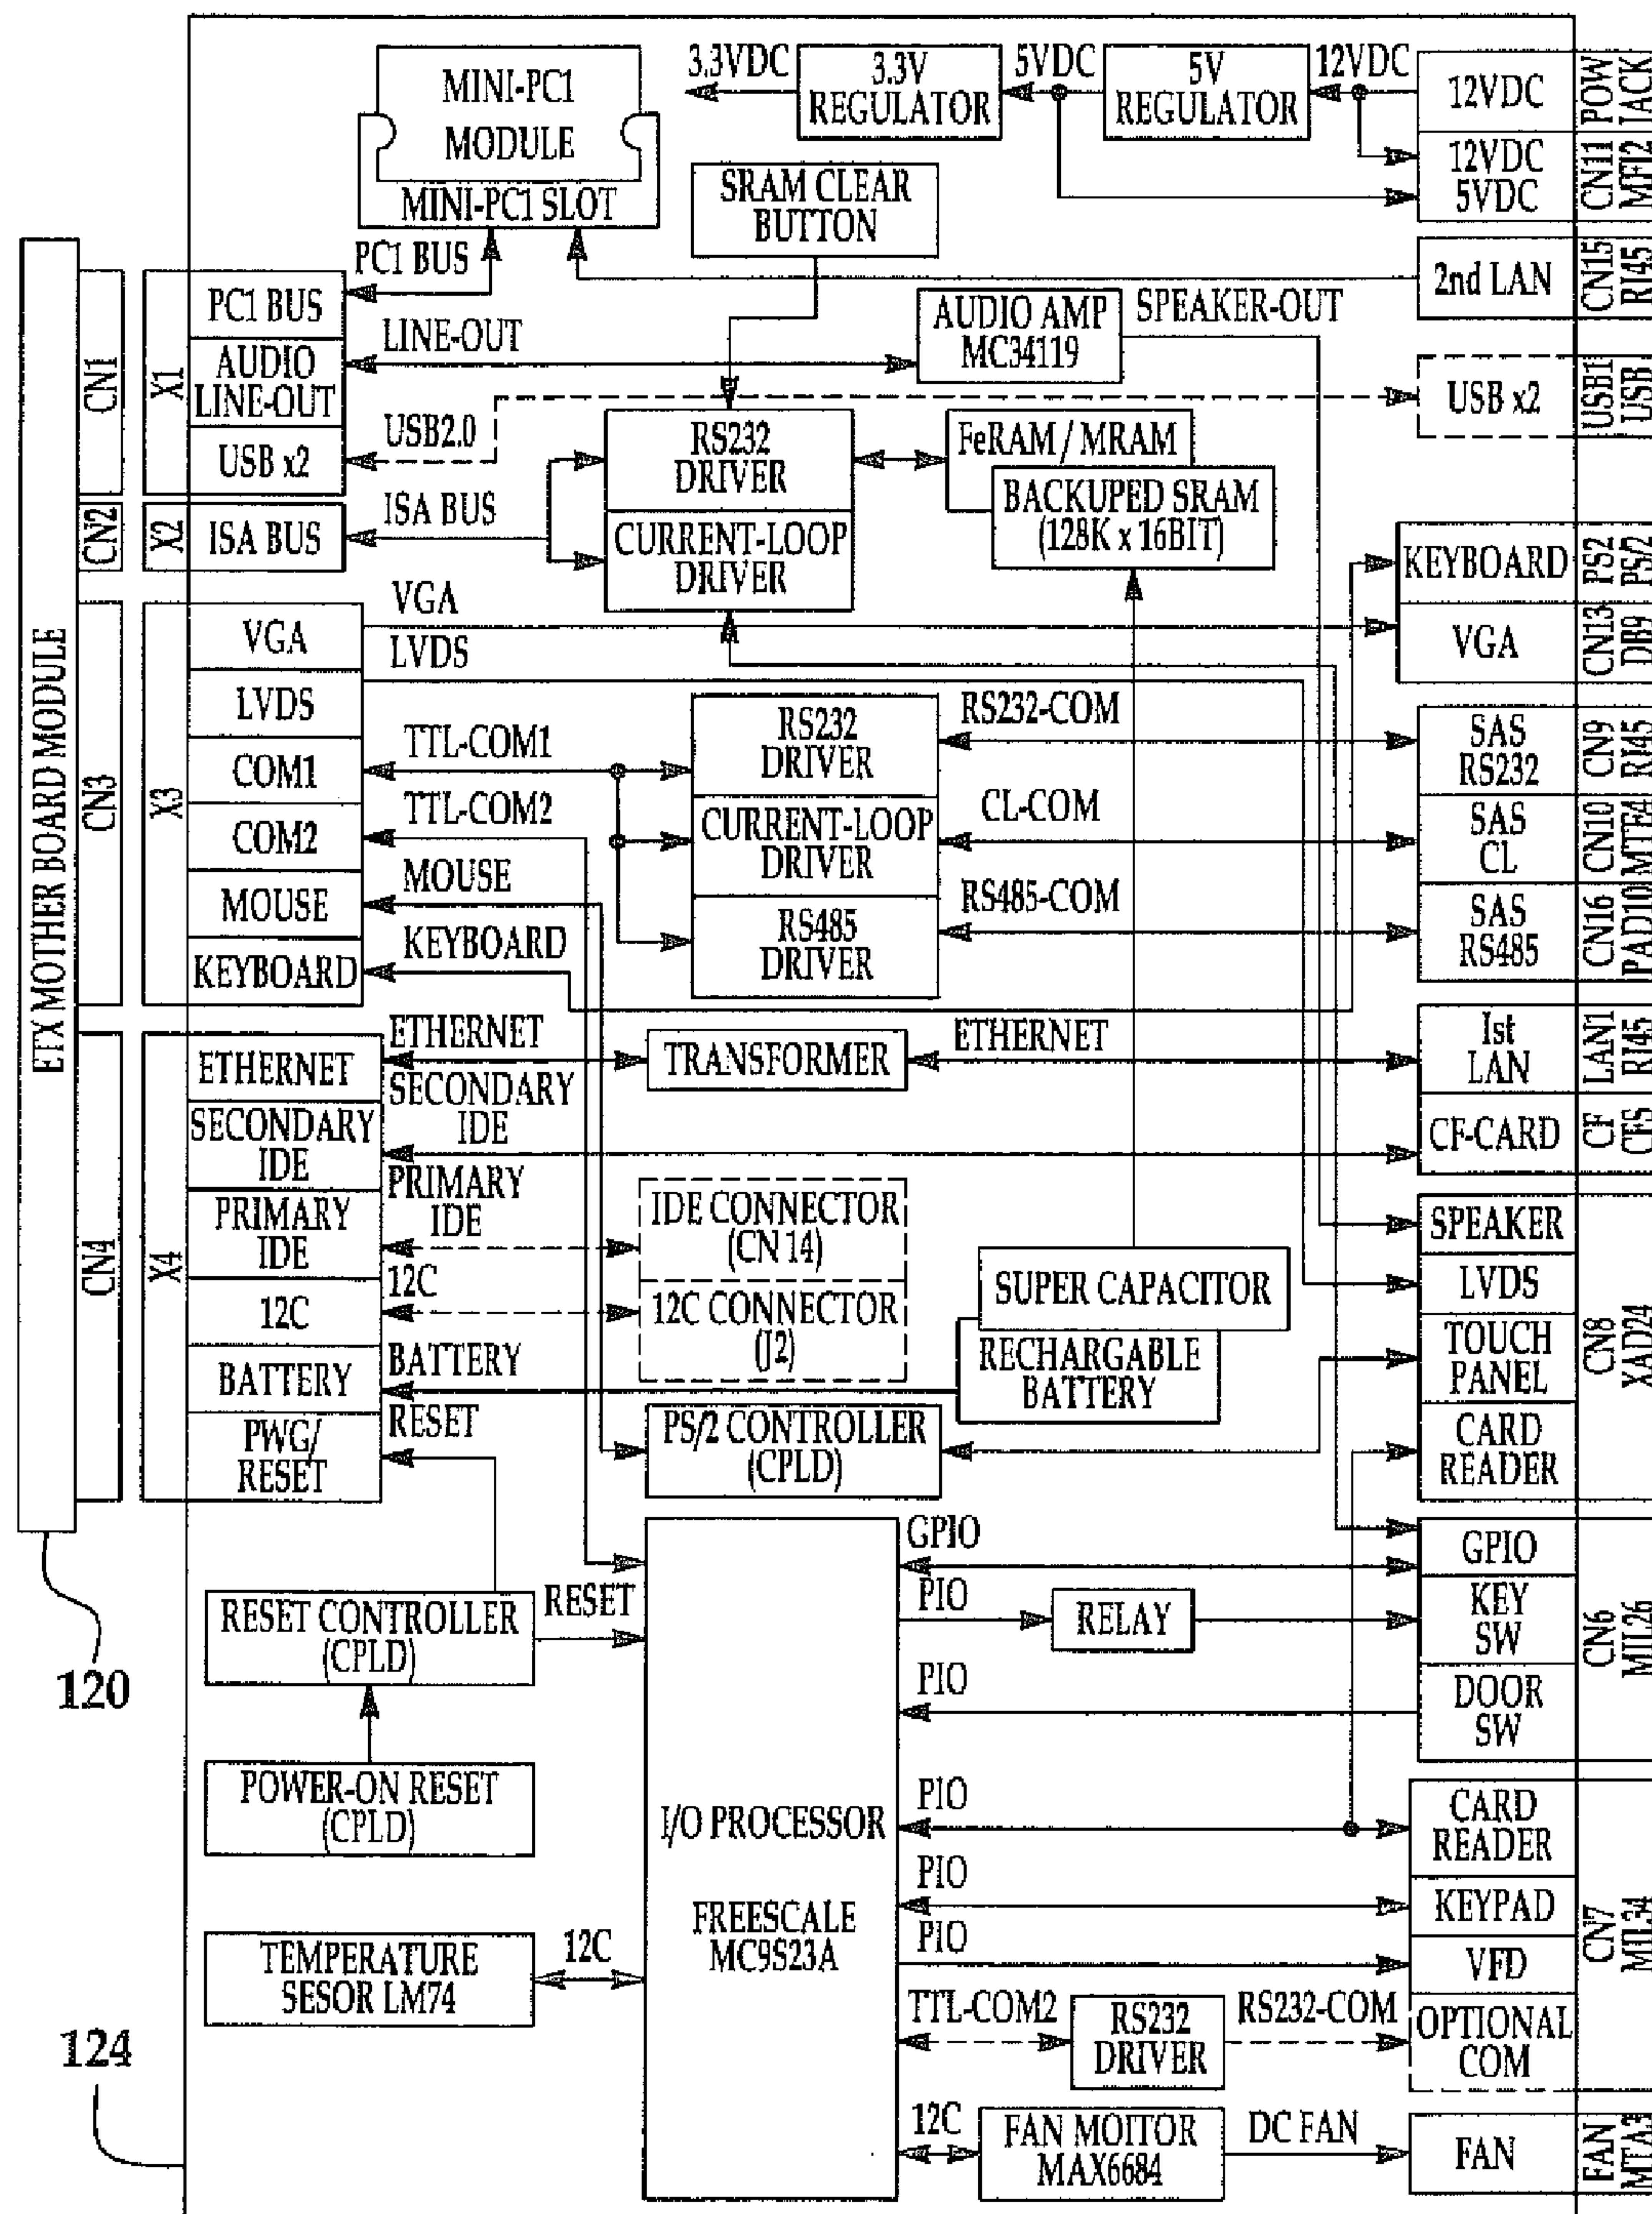 MINI-PC1
MODULE
MINI-PC1 SLOT
3.3VDC
3.3V
REGULATOR
5VDC
5V
REGULATOR
12VDC
12VDC
POW
JACK
12VDC
5VDC
CN11
MFJ2
SRAM CLEAR
BUTTON
PC1 BUS
2nd LAN
CN15
RJ45
ETX MOTHER BOARD MODULE
CN1
X1
PC1 BUS
AUDIO
LINE-OUT
USB x2
LINE-OUT
AUDIO AMP
MC34119
SPEAKER-OUT
USB x2
USB1
USB
USB2.0
RS232
DRIVER
CURRENT-LOOP
DRIVER
FeRAM / MRAM
BACKUPED SRAM
(128K x 16BIT)
CN2
X2
ISA BUS
ISA BUS
KEYBOARD
PS2
PS/2
VGA
CN13
DB9
CN3
X3
VGA
LVDS
COM1
COM2
MOUSE
KEYBOARD
VGA
LVDS
TTL-COM1
TTL-COM2
MOUSE
KEYBOARD
RS232
DRIVER
CURRENT-LOOP
DRIVER
RS485
DRIVER
RS232-COM
CL-COM
RS485-COM
SAS
RS232
CN9
RJ45
SAS
CL
CN10
MTE4
SAS
RS485
CN16
PAD10
CN4
X4
ETHERNET
SECONDARY
IDE
PRIMARY
IDE
12C
BATTERY
PWG/
RESET
ETHERNET
TRANSFORMER
ETHERNET
1st
LAN
LAN1
RJ45
SECONDARY
IDE
CF-CARD
CF
CFS
PRIMARY
IDE
IDE CONNECTOR
(CN 14)
12C
12C CONNECTOR
(J2)
SUPER CAPACITOR
RECHARGABLE
BATTERY
BATTERY
RESET
PS/2 CONTROLLER
(CPLD)
SPEAKER
LVDS
TOUCH
PANEL
CARD
READER
CN8
XAD24
120
RESET CONTROLLER
(CPLD)
RESET
POWER-ON RESET
(CPLD)
TEMPERATURE
SESOR LM74
12C
I/O PROCESSOR
FREESCALE
MC9S23A
GPIO
PIO
RELAY
PIO
GPIO
KEY
SW
DOOR
SW
CN6
MIL26
PIO
PIO
PIO
CARD
READER
KEYPAD
VFD
OPTIONAL
COM
CN7
MIL34
TTL-COM2
RS232
DRIVER
RS232-COM
124
12C
FAN MOITOR
MAX6684
DC FAN
FAN
FAN
MTA3